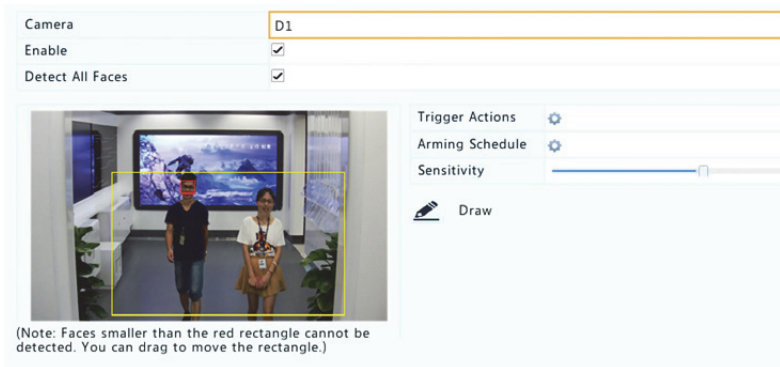 Camera
D1
Enable
Detect All Faces
Trigger Actions
Arming Schedule
Sensitivity
Draw
(Note: Faces smaller than the red rectangle cannot be
detected. You can drag to move the rectangle.)